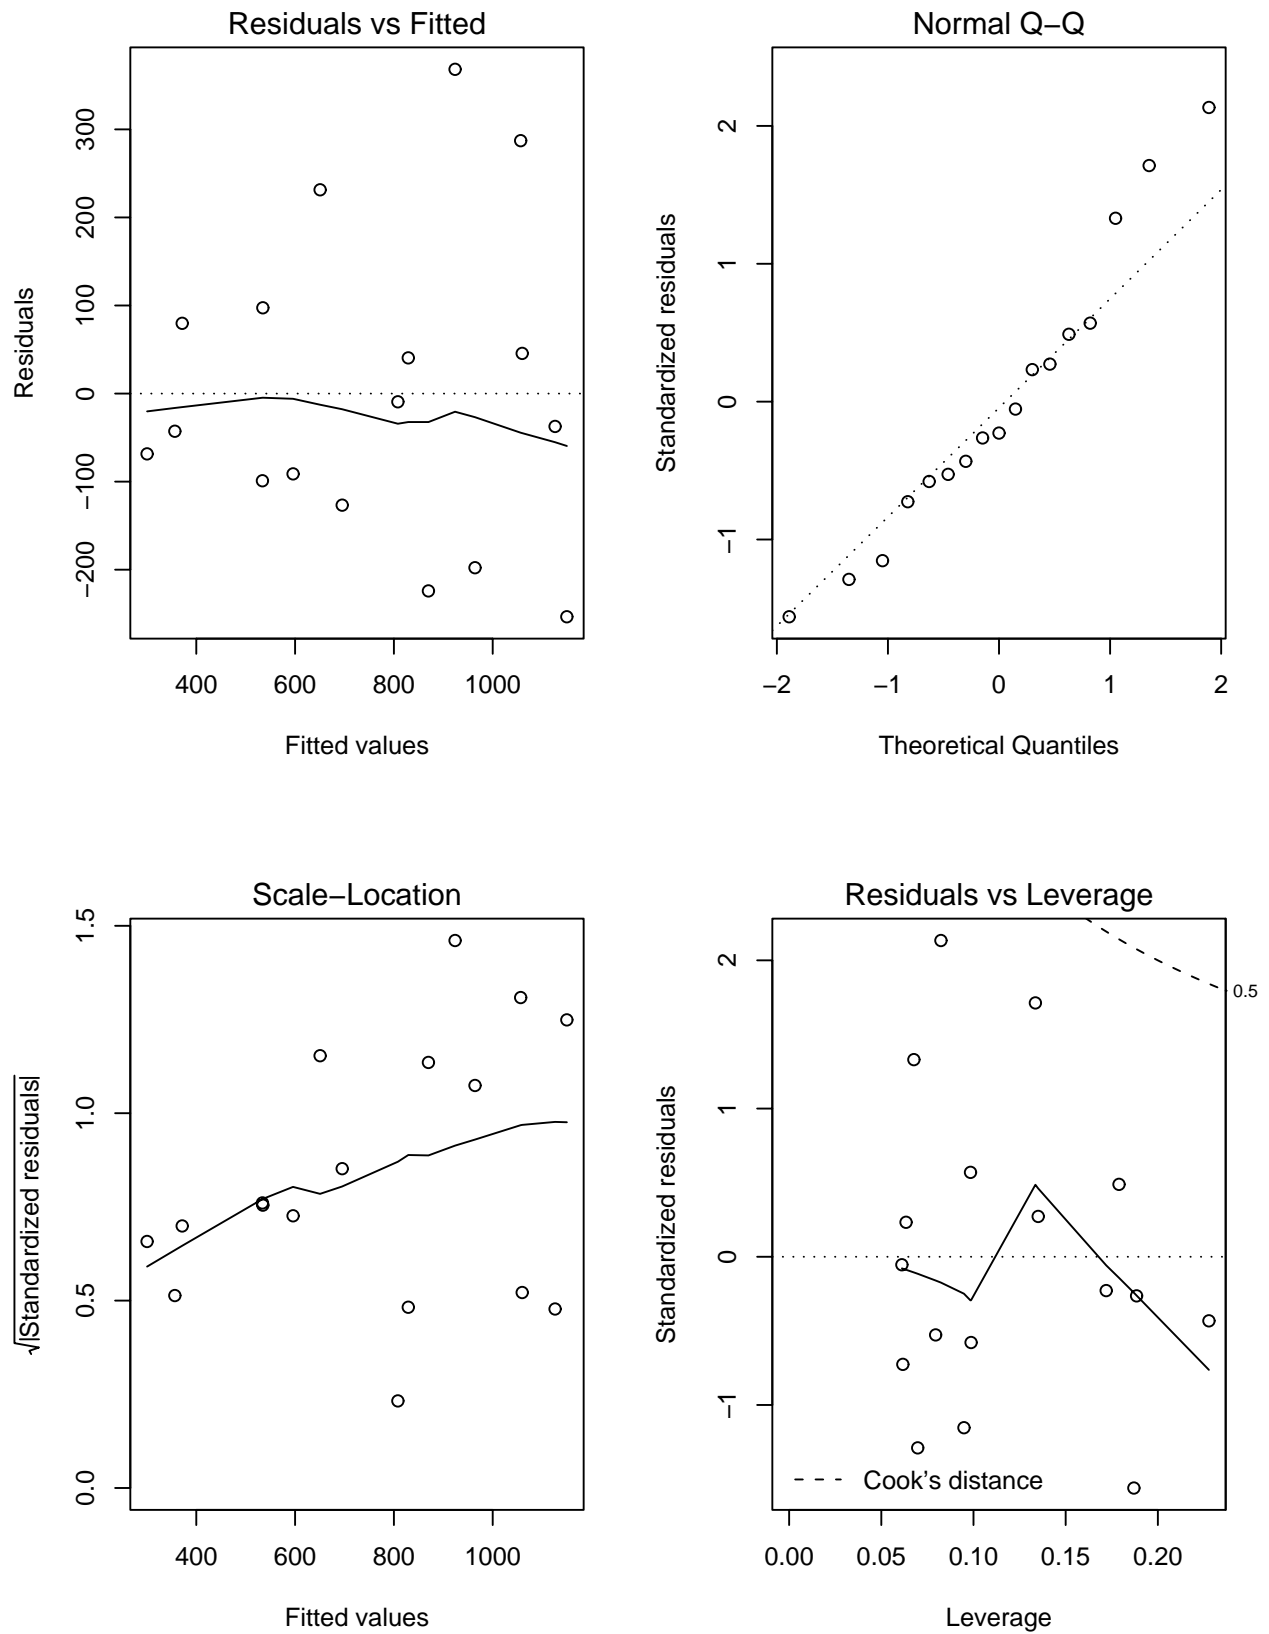 Residuals vs Fitted
Residuals
300
200
100
0
−100
−200
400 600 800 1000
Fitted values
Normal Q−Q
Standardized residuals
2
1
0
−1
−2 −1 0 1 2
Theoretical Quantiles
Scale−Location
√|Standardized residuals|
1.5
1.0
0.5
0.0
400 600 800 1000
Fitted values
Residuals vs Leverage
Standardized residuals
2
1
0
−1
0.5
Cook’s distance
0.00 0.05 0.10 0.15 0.20
Leverage